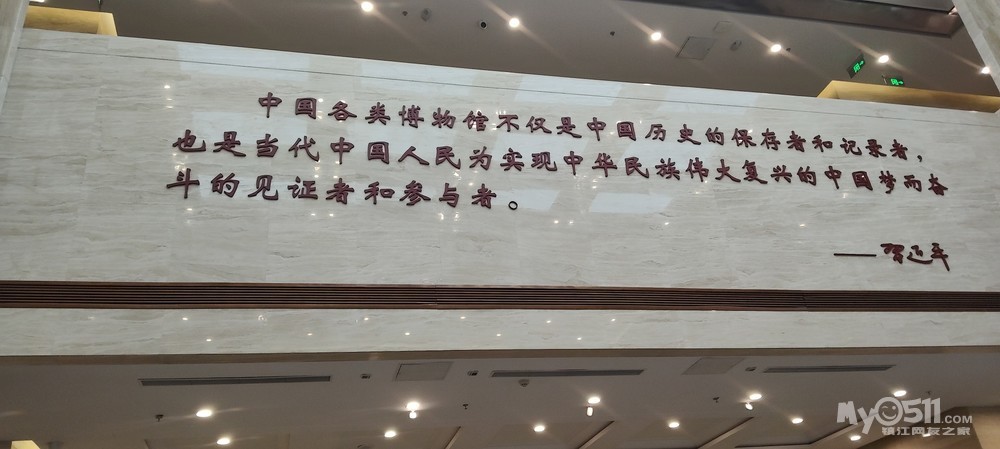 中国各类博物馆不仅是中国历史的保存者和记录者，
也是当代中国人民为实现中华民族伟大复兴的中国梦而奋
斗的见证者和参与者。
——习近平
My0511.COM
镇江网友之家